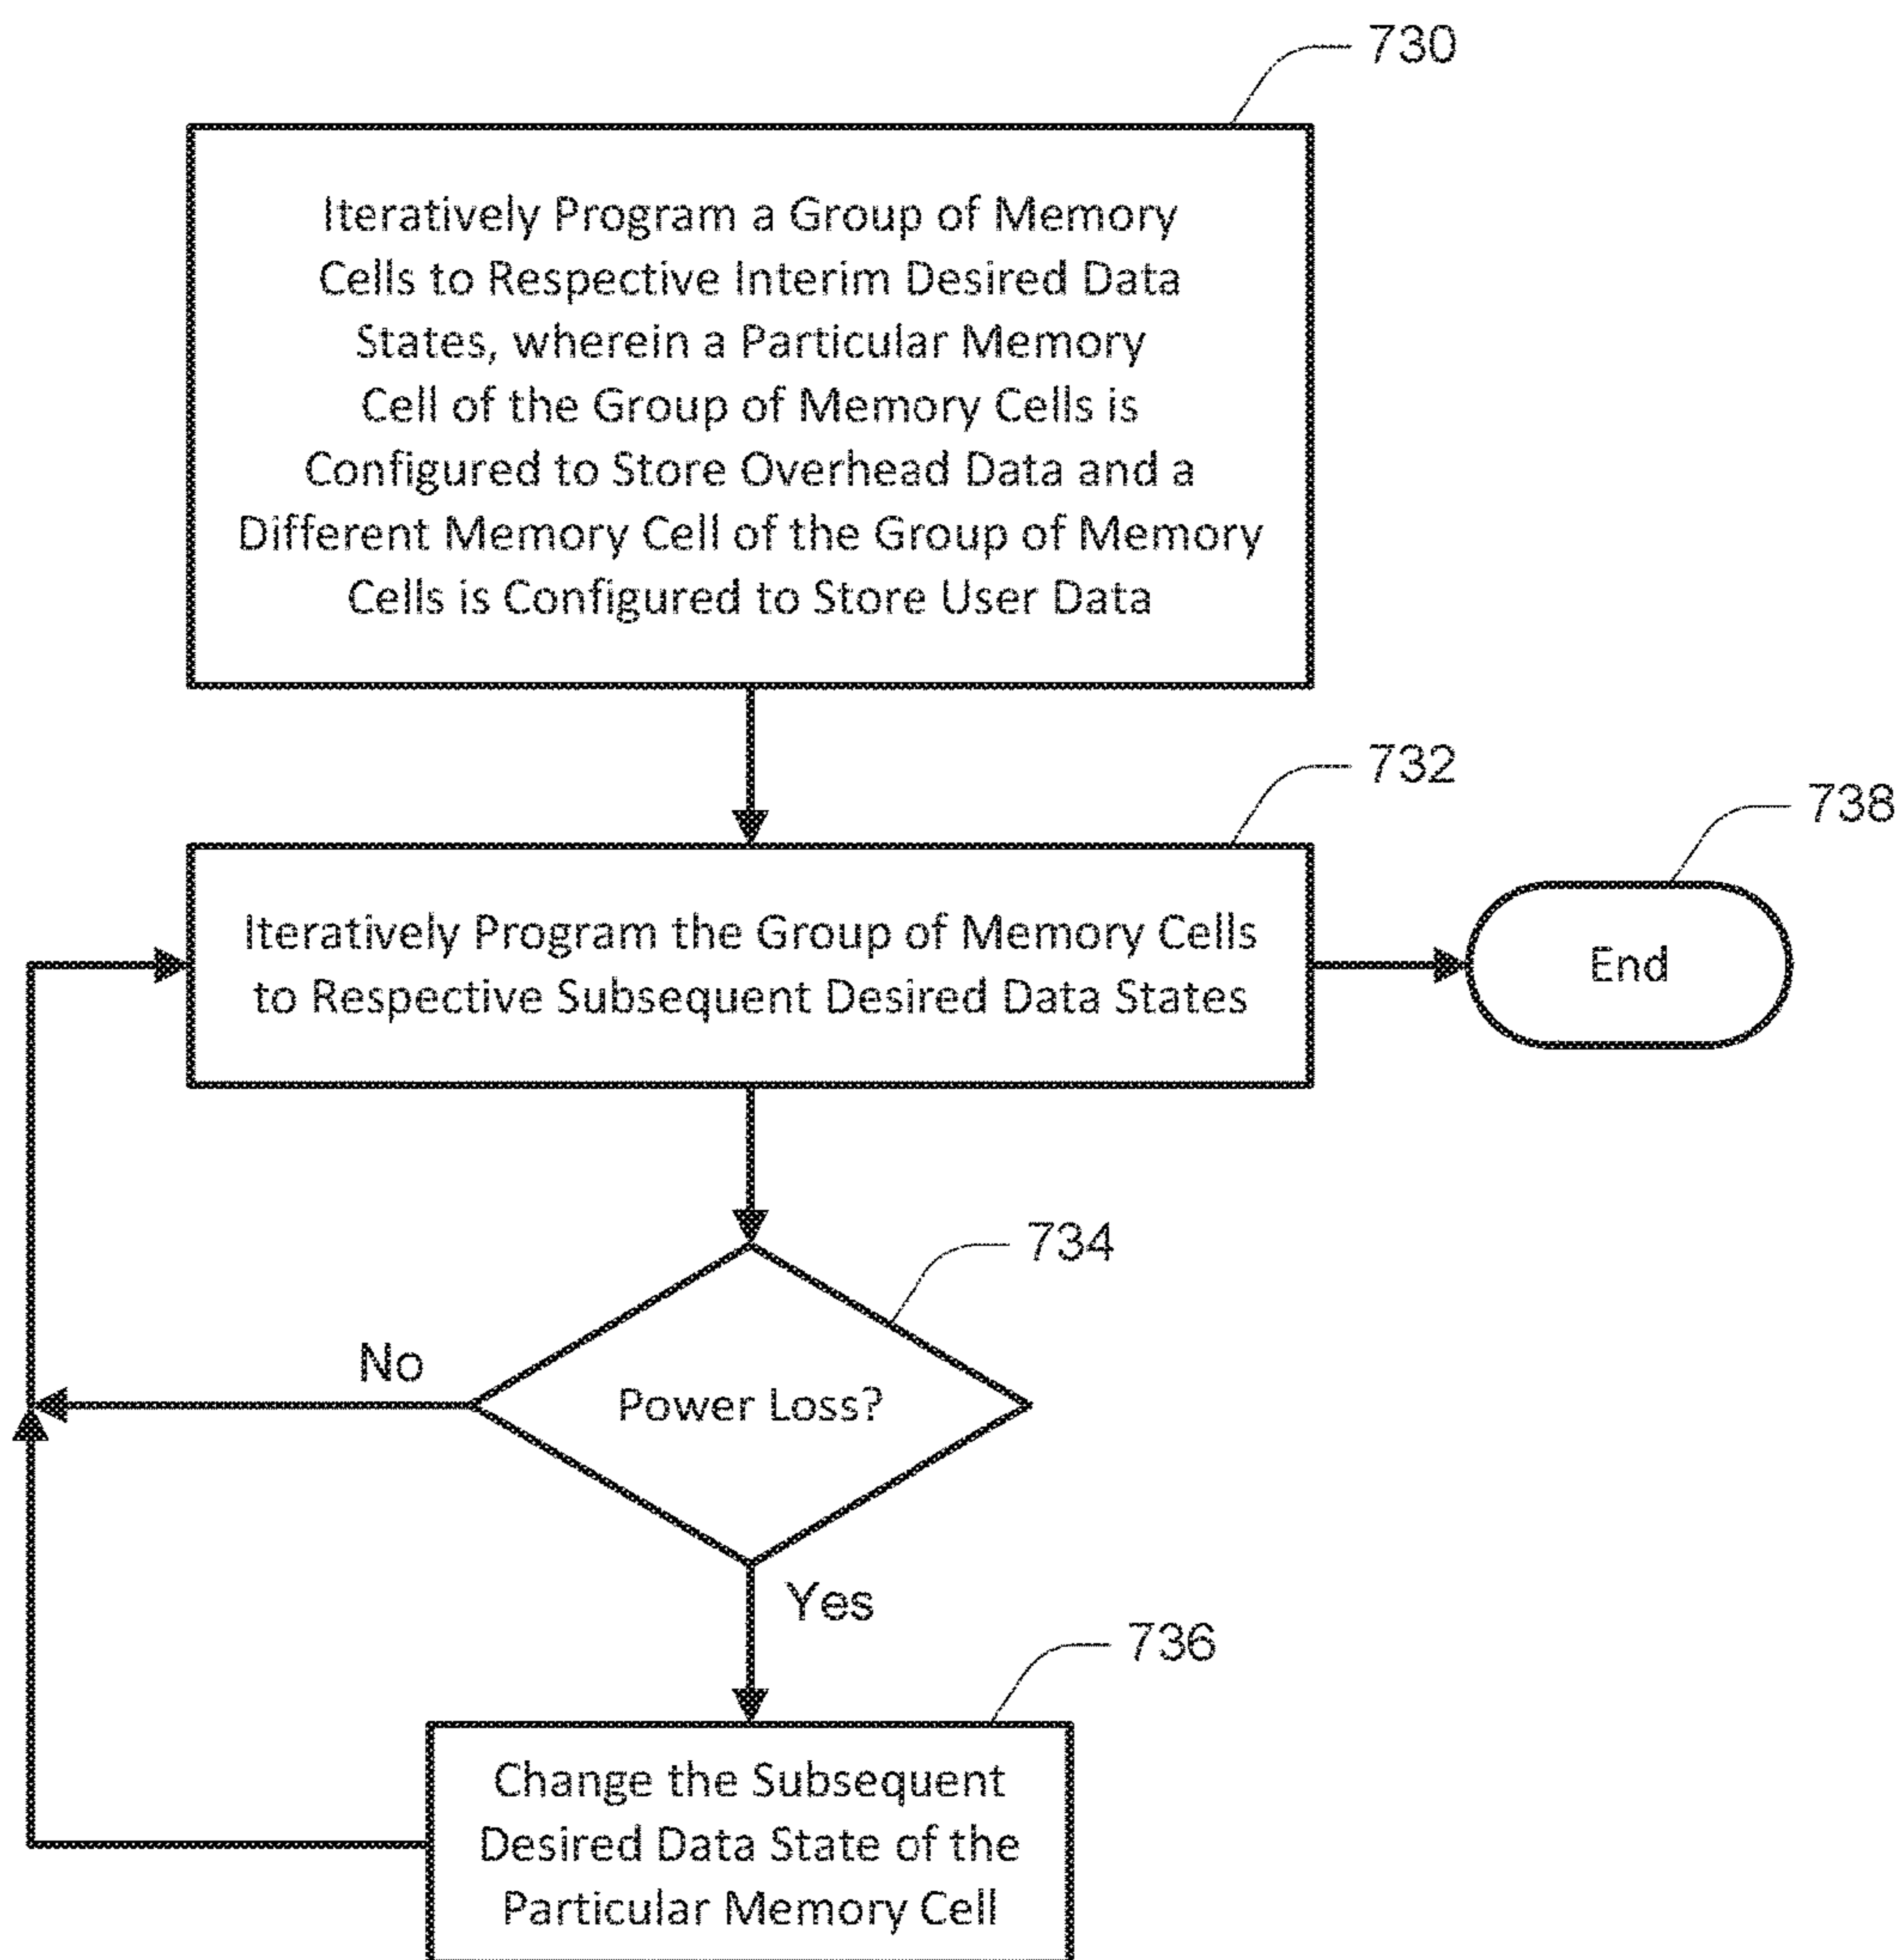 730
Iteratively Program a Group of Memory
Cells to Respective Interim Desired Data
States, wherein a Particular Memory
Cell of the Group of Memory Cells is
Configured to Store Overhead Data and a
Different Memory Cell of the Group of Memory
Cells is Configured to Store User Data
732
738
Iteratively Program the Group of Memory Cells
to Respective Subsequent Desired Data States
End
734
No
Power Loss?
Yes
736
Change the Subsequent
Desired Data State of the
Particular Memory Cell